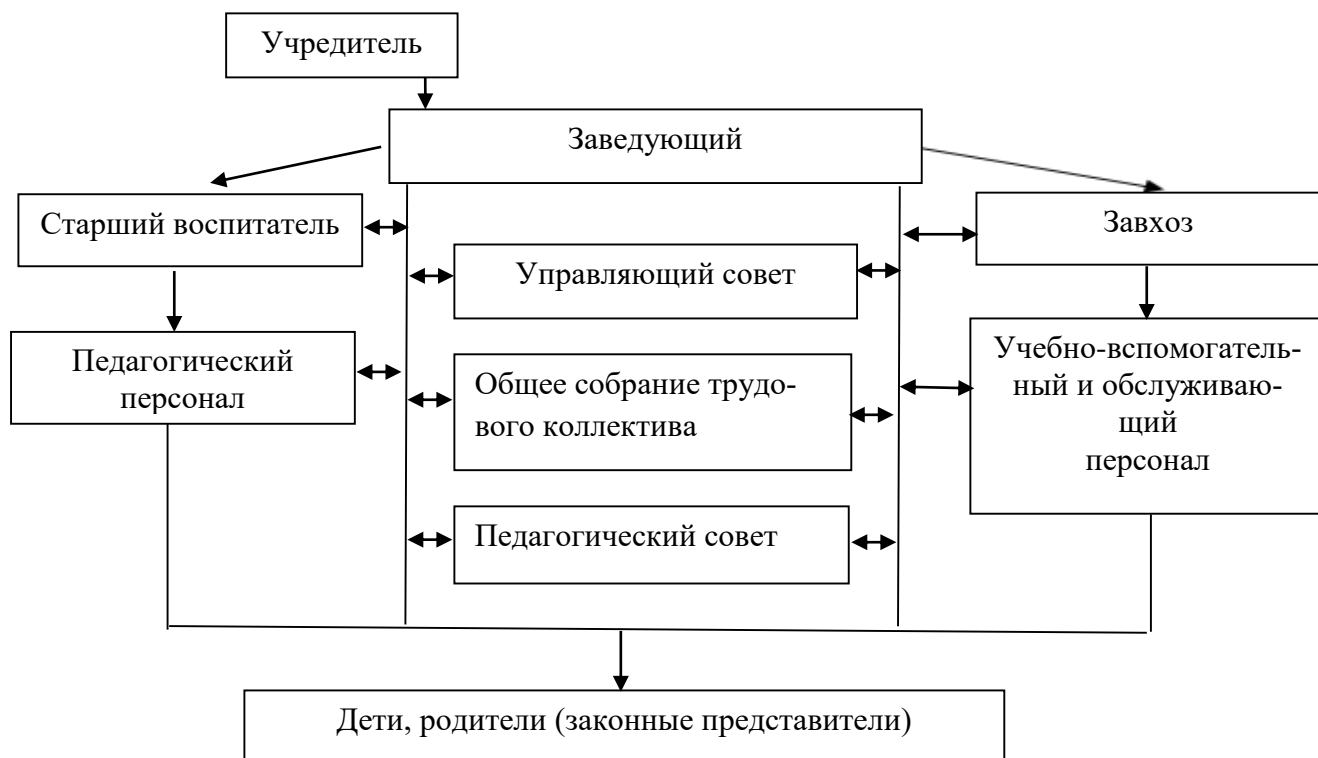 Учредитель
Заведующий
Старший воспитатель
Завхоз
Управляющий совет
Педагогический
персонал
Общее собрание трудо-
вого коллектива
Учебно-вспомогатель-
ный и обслуживаю-
щий
персонал
Педагогический совет
Дети, родители (законные представители)